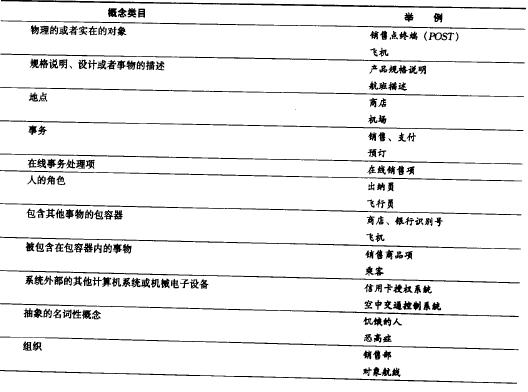 概念类目 举 例
物理的或者实在的对象 销售点终端（POST）
飞机
规格说明、设计或者事物的描述 产品规格说明
航班描述
地点 商店
机场
事务 销售、支付
预订
在线事务处理项 在线销售项
人的角色 出纳员
飞行员
包含其他事物的包容器 商店、银行识别号
飞机
被包含在包容器内的事物 销售商品项
乘客
系统外部的其他计算机系统或机械电子设备 信用卡授权系统
空中交通控制系统
抽象的名词性概念 饥饿的人
恐高症
组织 销售部
对象航线